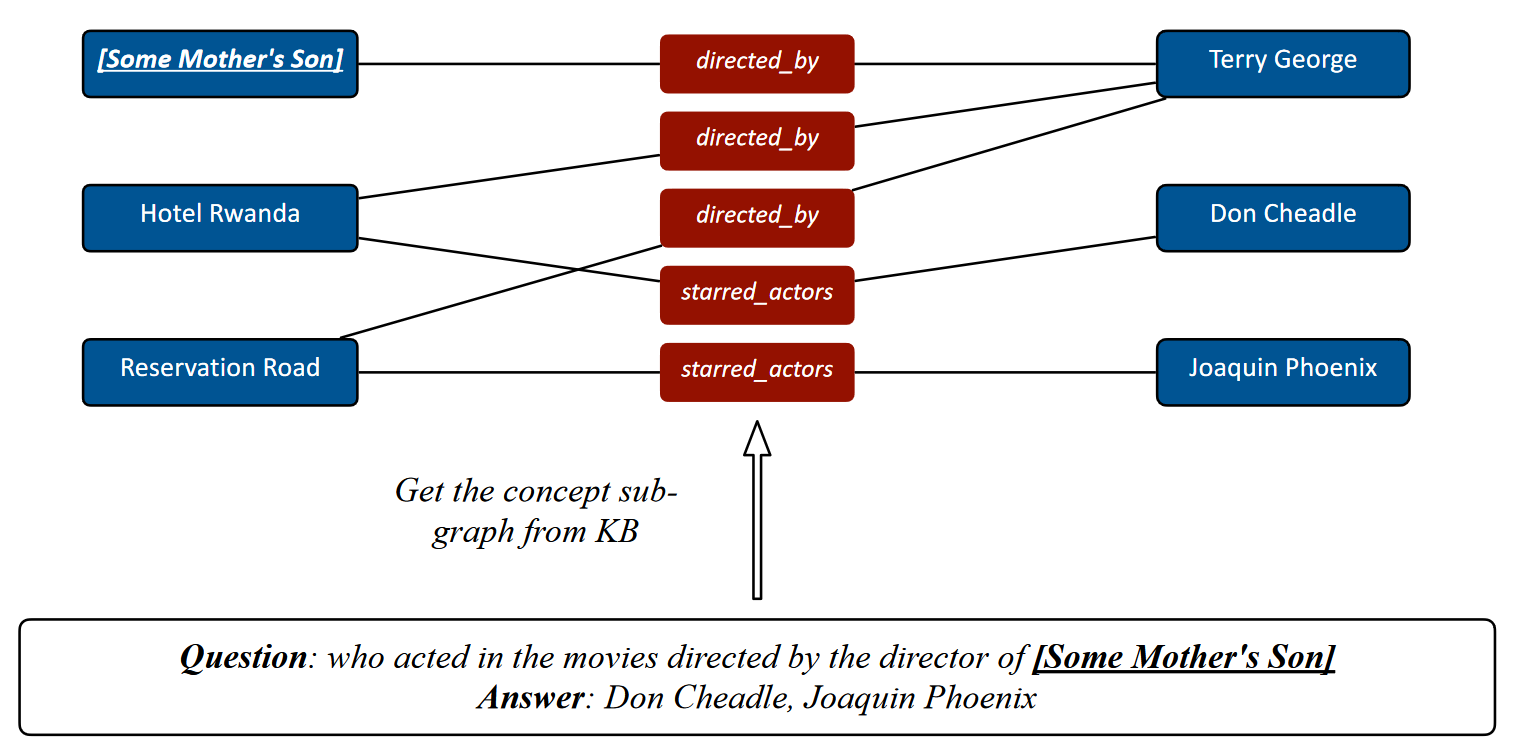 [Some Mother's Son]
directed_by
Terry George
directed_by
Hotel Rwanda
directed_by
Don Cheadle
starred_actors
Reservation Road
starred_actors
Joaquin Phoenix
Get the concept sub-
graph from KB
Question: who acted in the movies directed by the director of [Some Mother's Son]
Answer: Don Cheadle, Joaquin Phoenix